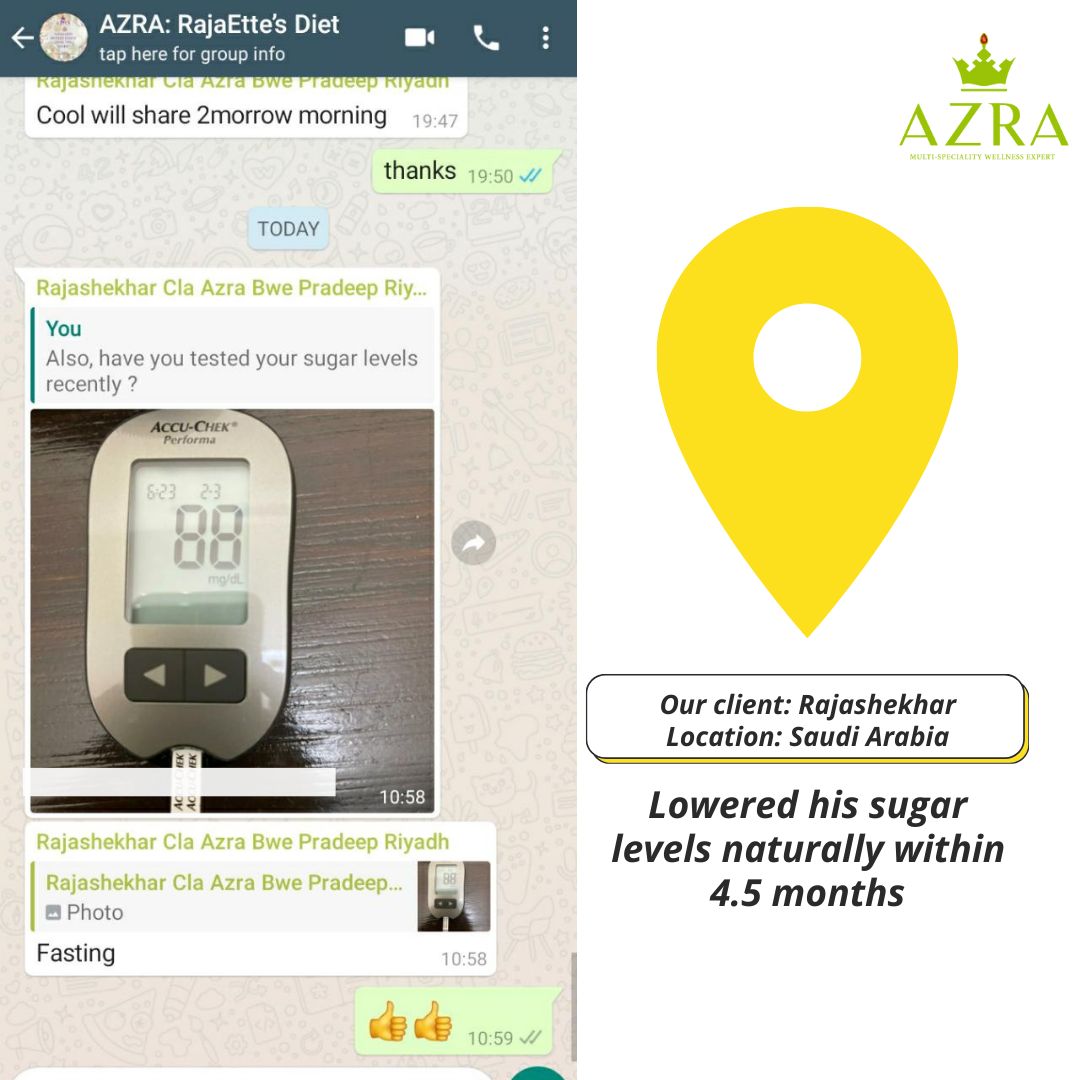 AZRA: RajaEtte's Diet
tap here for group info
Rajashekhar Cla Azra Bwe Pradeep Riyadh
Cool will share 2morrow morning 19:47
thanks 19:50
TODAY
Rajashekhar Cla Azra Bwe Pradeep Riy...
You
Also, have you tested your sugar levels
recently ?
ACCU-CHEK®
Performa
6-23 2-3
88
mg/dL
ACCU-CHEK
ACCU-CHEK
10:58
Rajashekhar Cla Azra Bwe Pradeep Riyadh
Rajashekhar Cla Azra Bwe Pradeep...
88
Photo
Fasting 10:58
10:59
AZRA
MULTI-SPECIALITY WELLNESS EXPERT
Our client: Rajashekhar
Location: Saudi Arabia
Lowered his sugar
levels naturally within
4.5 months